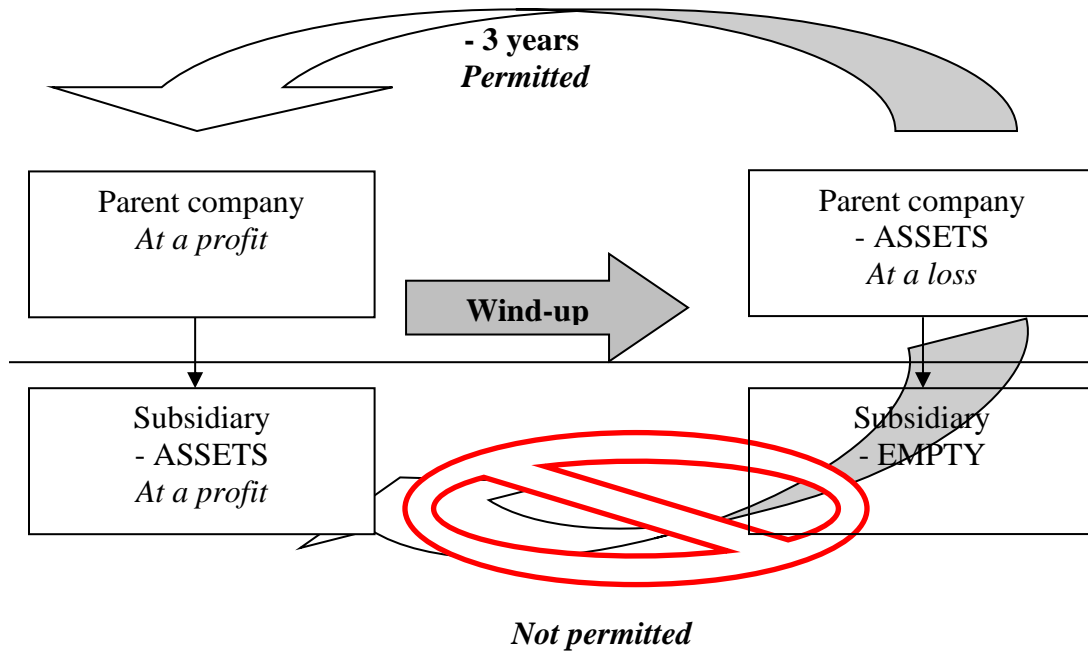 - 3 years
Permitted
Parent company
At a profit
Parent company
- ASSETS
At a loss
Wind-up
Subsidiary
- ASSETS
At a profit
Subsidiary
- EMPTY
Not permitted